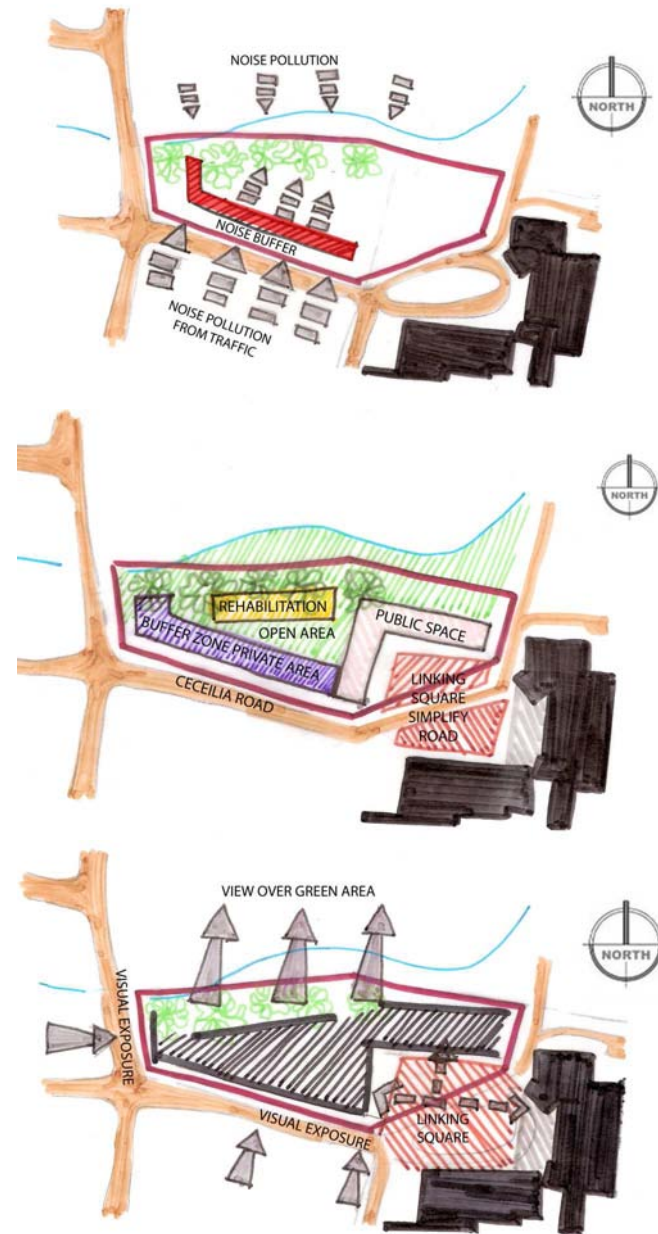 NOISE POLLUTION
NORTH
NOISE BUFFER
NOISE POLLUTION
FROM TRAFFIC
NORTH
REHABILITATION
OPEN AREA
PUBLIC SPACE
BUFFER ZONE PRIVATE AREA
CECEILIA ROAD
LINKING
SQUARE
SIMPLIFY
ROAD
VIEW OVER GREEN AREA
NORTH
VISUAL EXPOSURE
VISUAL EXPOSURE
LINKING
SQUARE